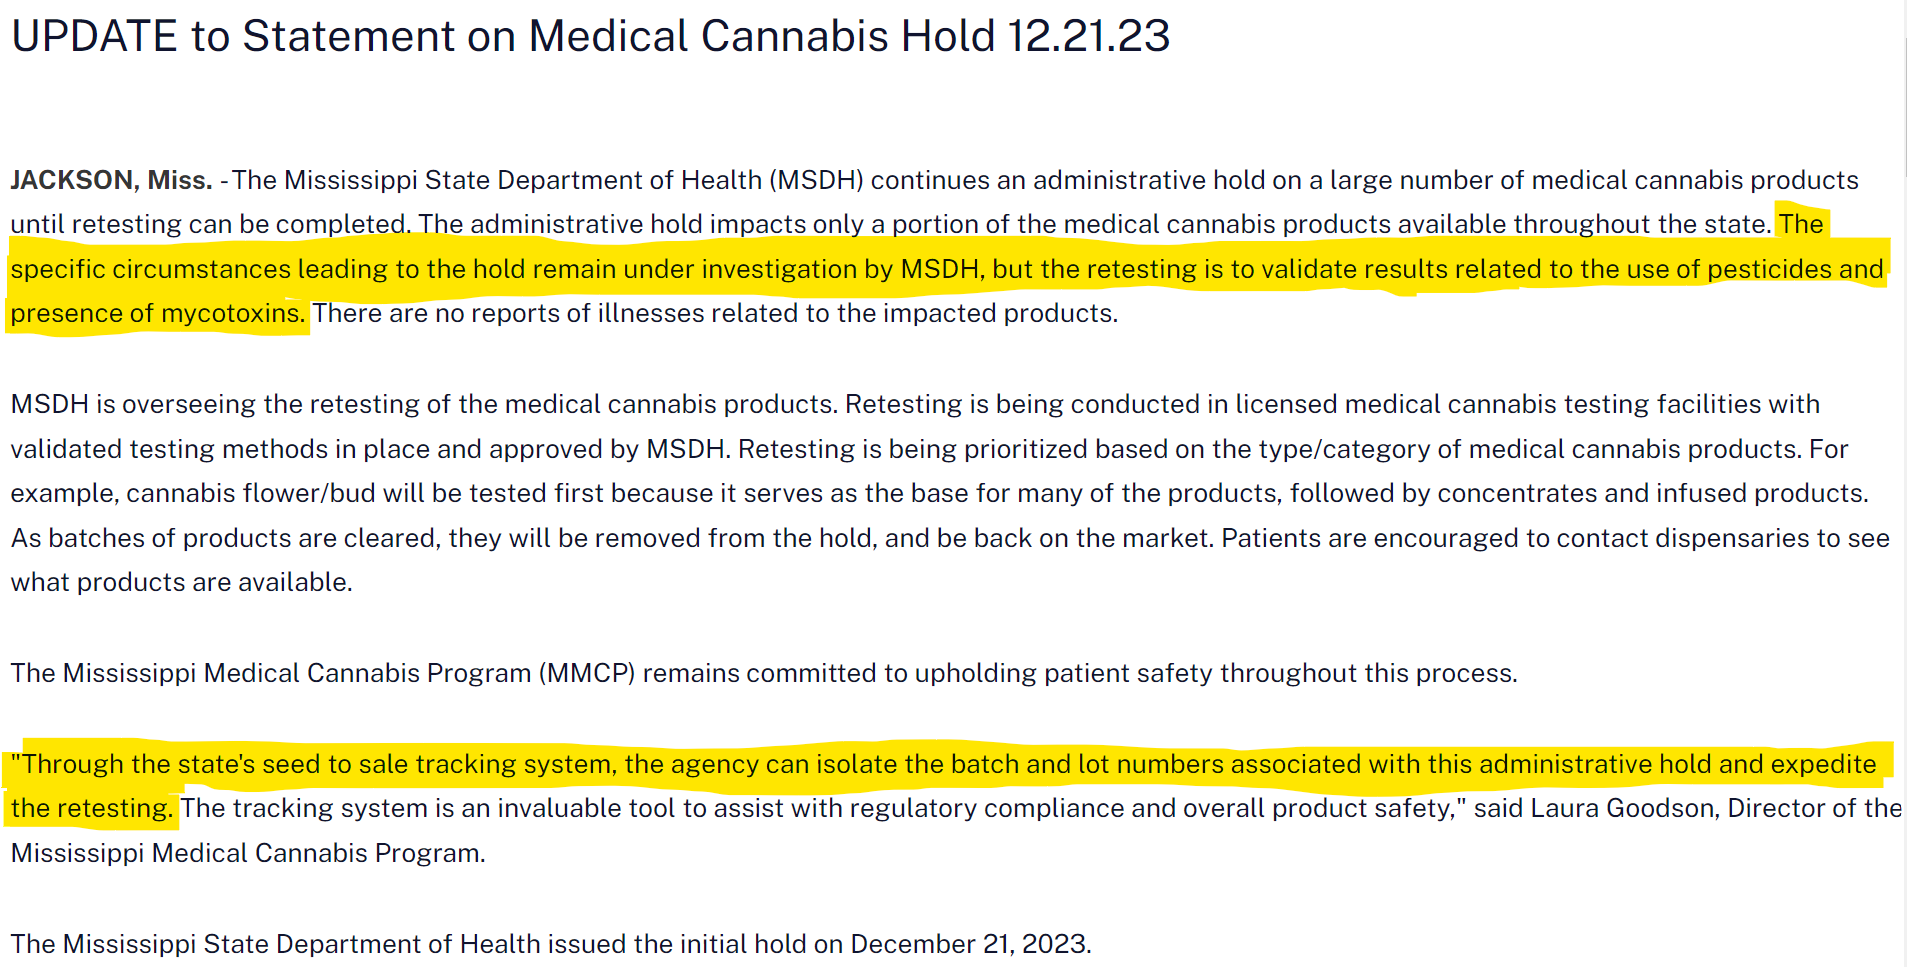 UPDATE to Statement on Medical Cannabis Hold 12.21.23
JACKSON, Miss. - The Mississippi State Department of Health (MSDH) continues an administrative hold on a large number of medical cannabis products
until retesting can be completed. The administrative hold impacts only a portion of the medical cannabis products available throughout the state. The
specific circumstances leading to the hold remain under investigation by MSDH, but the retesting is to validate results related to the use of pesticides and
presence of mycotoxins. There are no reports of illnesses related to the impacted products.
MSDH is overseeing the retesting of the medical cannabis products. Retesting is being conducted in licensed medical cannabis testing facilities with
validated testing methods in place and approved by MSDH. Retesting is being prioritized based on the type/category of medical cannabis products. For
example, cannabis flower/bud will be tested first because it serves as the base for many of the products, followed by concentrates and infused products.
As batches of products are cleared, they will be removed from the hold, and be back on the market. Patients are encouraged to contact dispensaries to see
what products are available.
The Mississippi Medical Cannabis Program (MMCP) remains committed to upholding patient safety throughout this process.
"Through the state's seed to sale tracking system, the agency can isolate the batch and lot numbers associated with this administrative hold and expedite
the retesting. The tracking system is an invaluable tool to assist with regulatory compliance and overall product safety," said Laura Goodson, Director of the
Mississippi Medical Cannabis Program.
The Mississippi State Department of Health issued the initial hold on December 21, 2023.